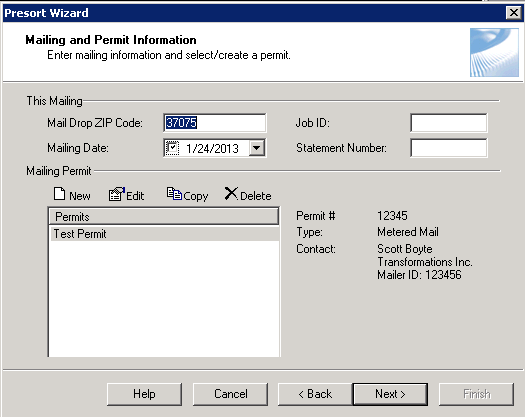 Presort Wizard
Mailing and Permit Information
Enter mailing information and select/create a permit.
This Mailing
Mail Drop ZIP Code: 37075 Job ID:
Mailing Date: 1/24/2013 Statement Number:
Mailing Permit
New Edit Copy Delete
Permits
Test Permit
Permit # 12345
Type: Metered Mail
Contact: Scott Boyte
Transformations Inc.
Mailer ID: 123456
Help Cancel < Back Next > Finish